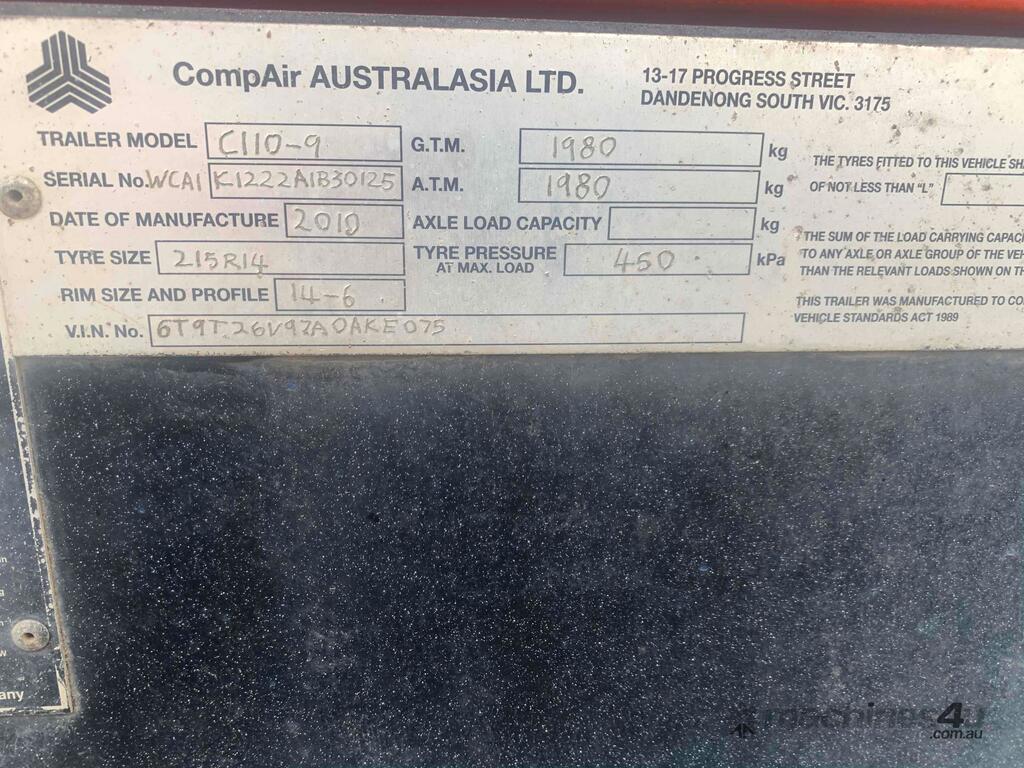 CompAir AUSTRALASIA LTD.
13-17 PROGRESS STREET
DANDENONG SOUTH VIC. 3175
TRAILER MODEL C110-9
G.T.M. 1980 kg
SERIAL No. WCA1 K1222A1B30125
A.T.M. 1980 kg
DATE OF MANUFACTURE 2010
AXLE LOAD CAPACITY kg
TYRE SIZE 215R14
TYRE PRESSURE AT MAX. LOAD 450 kPa
RIM SIZE AND PROFILE 14-6
V.I.N. No. 6T9T26V97A0AKE075
THE TYRES FITTED TO THIS VEHICLE SH
OF NOT LESS THAN "L"
THE SUM OF THE LOAD CARRYING CAPAC
TO ANY AXLE OR AXLE GROUP OF THE VEH
THAN THE RELEVANT LOADS SHOWN ON TH
THIS TRAILER WAS MANUFACTURED TO CO
VEHICLE STANDARDS ACT 1989
any
machines4u
.com.au